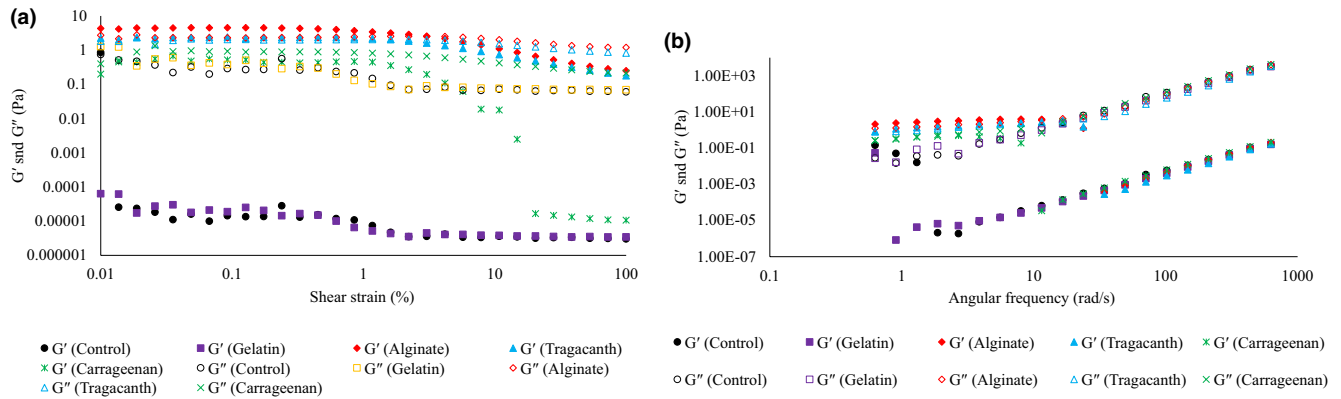 (a)
10
1
0.1
0.01
0.001
0.0001
0.00001
0.000001
G′ snd G″ (Pa)
0.01 0.1 1 10 100
Shear strain (%)
G′ (Control) G′ (Gelatin) G′ (Alginate) G′ (Tragacanth)
G′ (Carrageenan) G″ (Control) G″ (Gelatin) G″ (Alginate)
G″ (Tragacanth) G″ (Carrageenan)
(b)
1.00E+03
1.00E+01
1.00E-01
1.00E-03
1.00E-05
1.00E-07
G′ snd G″ (Pa)
0.1 1 10 100 1000
Angular frequency (rad/s)
G′ (Control) G′ (Gelatin) G′ (Alginate) G′ (Tragacanth) G′ (Carrageenan)
G″ (Control) G″ (Gelatin) G″ (Alginate) G″ (Tragacanth) G″ (Carrageenan)